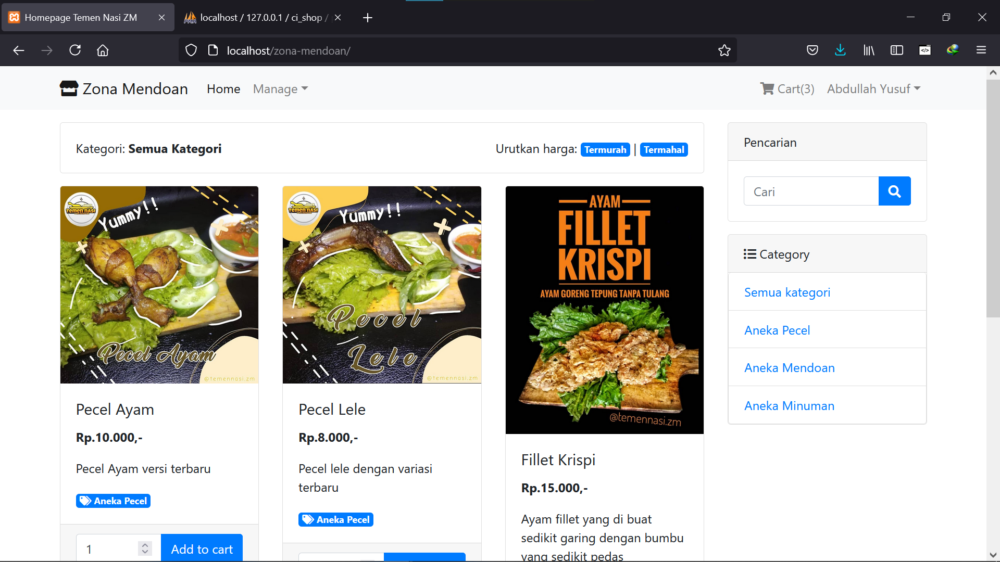 Homepage Temen Nasi ZM
localhost / 127.0.0.1 / ci_shop /
localhost/zona-mendoan/
Zona Mendoan
Home
Manage
Cart(3)
Abdullah Yusuf
Kategori: Semua Kategori
Urutkan harga: Termurah | Termahal
TEMEN NASI
Yummy!!
Pecel Ayam
@temennasi.zm
Pecel Ayam
Rp.10.000,-
Pecel Ayam versi terbaru
Aneka Pecel
1
Add to cart
TEMEN NASI
Yummy!!
Pecel
Lele
@temennasi.zm
Pecel Lele
Rp.8.000,-
Pecel lele dengan variasi
terbaru
Aneka Pecel
AYAM
FILLET
KRISPI
AYAM GORENG TEPUNG TANPA TULANG
@temennasi.zm
Fillet Krispi
Rp.15.000,-
Ayam fillet yang di buat
sedikit garing dengan bumbu
yang sedikit pedas
Pencarian
Cari
Category
Semua kategori
Aneka Pecel
Aneka Mendoan
Aneka Minuman